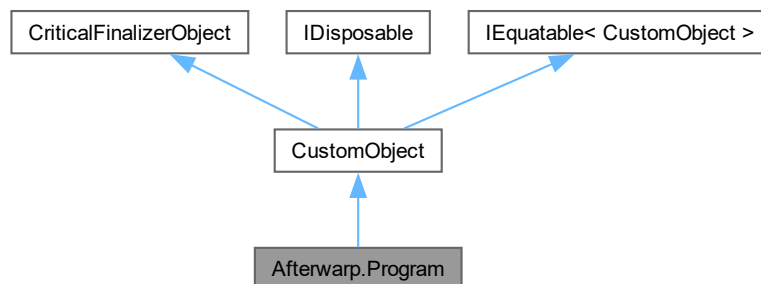 CriticalFinalizerObject
IDisposable
IEquatable< CustomObject >
CustomObject
Afterwarp.Program